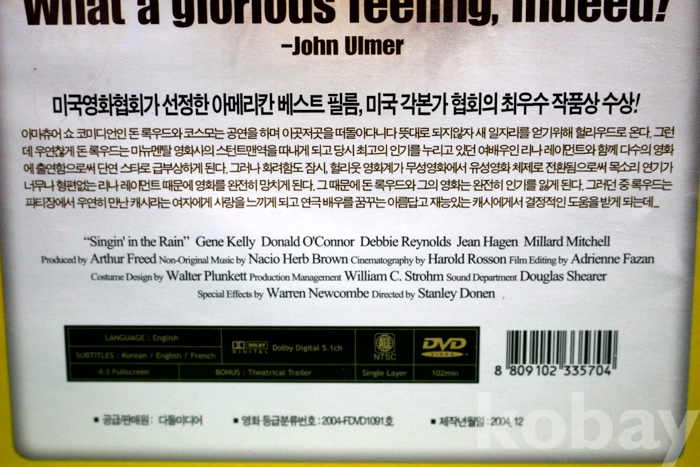 What a glorious feeling, indeed!
–John Ulmer
미국영화협회가 선정한 아메리칸 베스트 필름, 미국 각본가 협회의 최우수 작품상 수상!
아마츄어 쇼 코미디언인 돈 록우드와 코스모는 공연을 하며 이곳저곳을 떠돌아다니다 뜻대로 되지않자 새 일자리를 얻기위해 헐리우드로 온다. 그런
데 우연찮게 돈 록우드는 마뉴멘탈 영화사의 스턴트맨역을 따내게 되고 당시 최고의 인기를 누리고 있던 여배우인 리나 레이몬트와 함께 다수의 영화
에 출연함으로써 단연 스타로 급부상하게 된다. 그러나 화려함도 잠시, 헐리웃 영화계가 무성영화에서 유성영화 체제로 전환됨으로써 목소리 연기가
너무나 형편없는 리나 레이몬트 때문에 영화를 완전히 망치게 된다. 그 때문에 돈 록우드와 그의 영화는 완전히 인기를 잃게 된다. 그러던 중 록우드는
파티장에서 우연히 만난 캐시라는 여자에게 사랑을 느끼게 되고 연극 배우를 꿈꾸는 아름답고 재능있는 캐시에게서 결정적인 도움을 받게 되는데...
“Singin' in the Rain” Gene Kelly Donald O'Connor Debbie Reynolds Jean Hagen Millard Mitchell
Produced by Arthur Freed Non-Original Music by Nacio Herb Brown Cinematography by Harold Rosson Film Editing by Adrienne Fazan
Costume Design by Walter Plunkett Production Management William C. Strohm Sound Department Douglas Shearer
Special Effects by Warren Newcombe Directed by Stanley Donen
LANGUAGE : English
SUBTITLES : Korean / English / French
4:3 Fullscreen
DOLBY DIGITAL Dolby Digital 5.1ch
BONUS : Theatrical Trailer
NTSC
Single Layer
DVD VIDEO
102min
8 809102 335704
▪ 공급/판매원 : 다틀미디어 ▪ 영화 등급분류번호 : 2004-FDVD1091호 ▪ 제작년월일 : 2004. 12
kobay